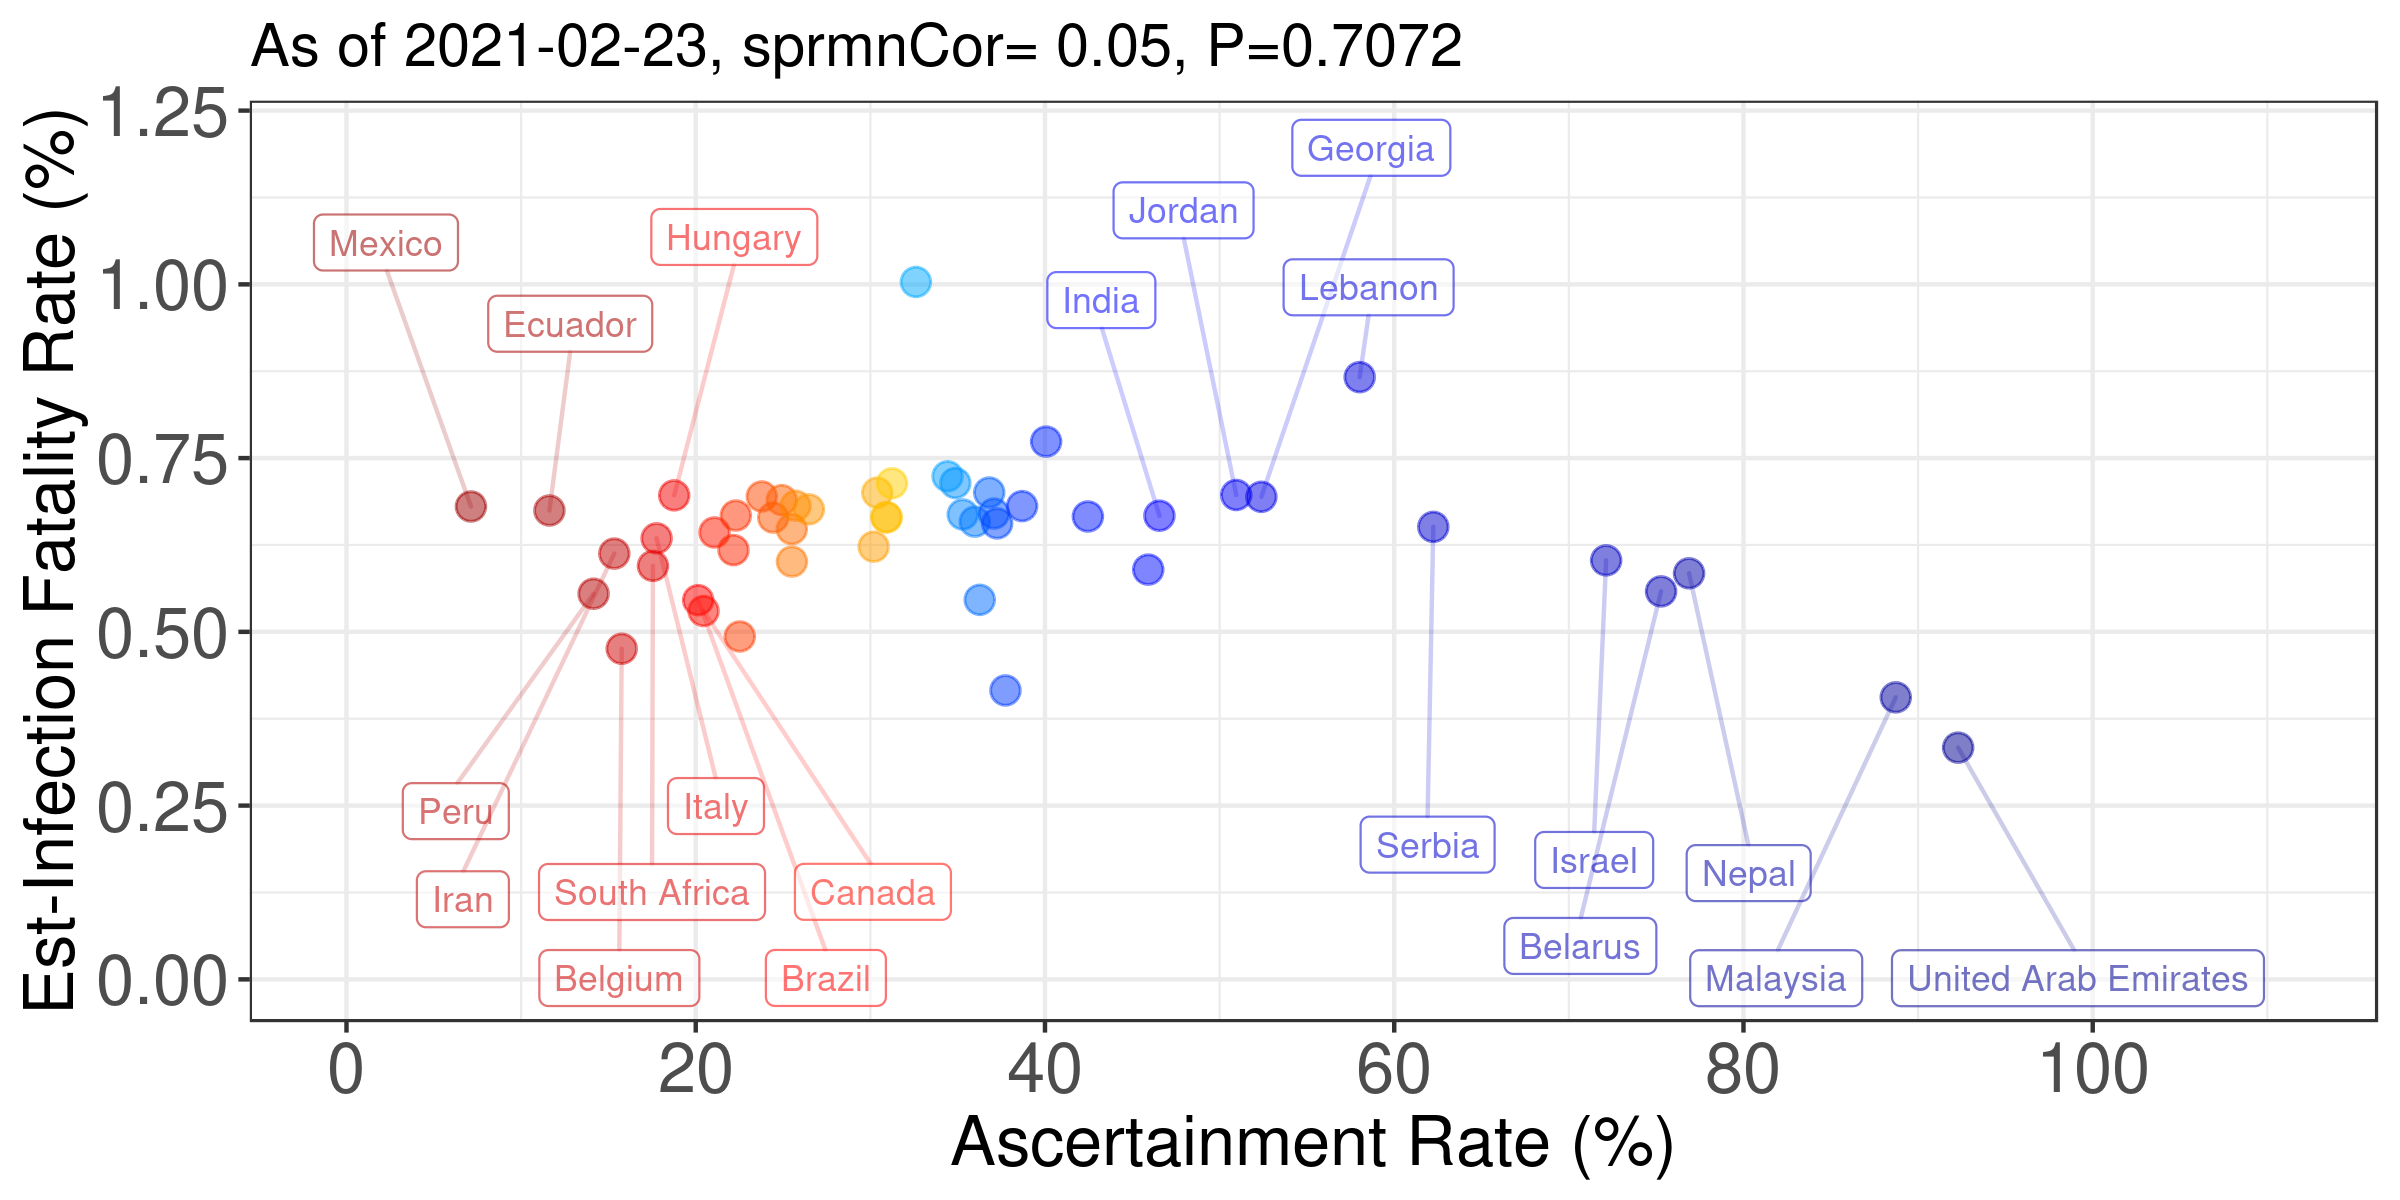 As of 2021-02-23, sprmnCor= 0.05, P=0.7072
Est-Infection Fatality Rate (%)
1.25
1.00
0.75
0.50
0.25
0.00
Georgia
Jordan
Mexico
Hungary
India
Lebanon
Ecuador
Peru
Italy
Serbia
Israel
Nepal
Iran
South Africa
Canada
Belarus
Belgium
Brazil
Malaysia
United Arab Emirates
0
20
40
60
80
100
Ascertainment Rate (%)